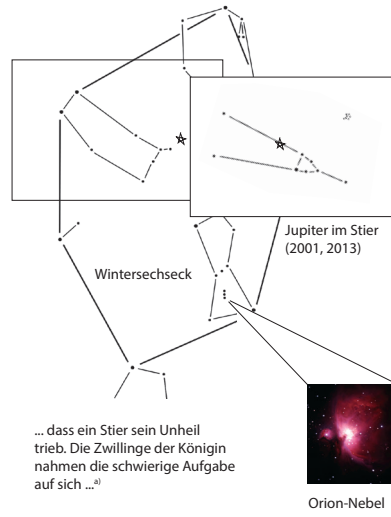 Jupiter im Stier
(2001, 2013)
Wintersechseck
... dass ein Stier sein Unheil
trieb. Die Zwillinge der Königin
nahmen die schwierige Aufgabe
auf sich ...a)
Orion-Nebel